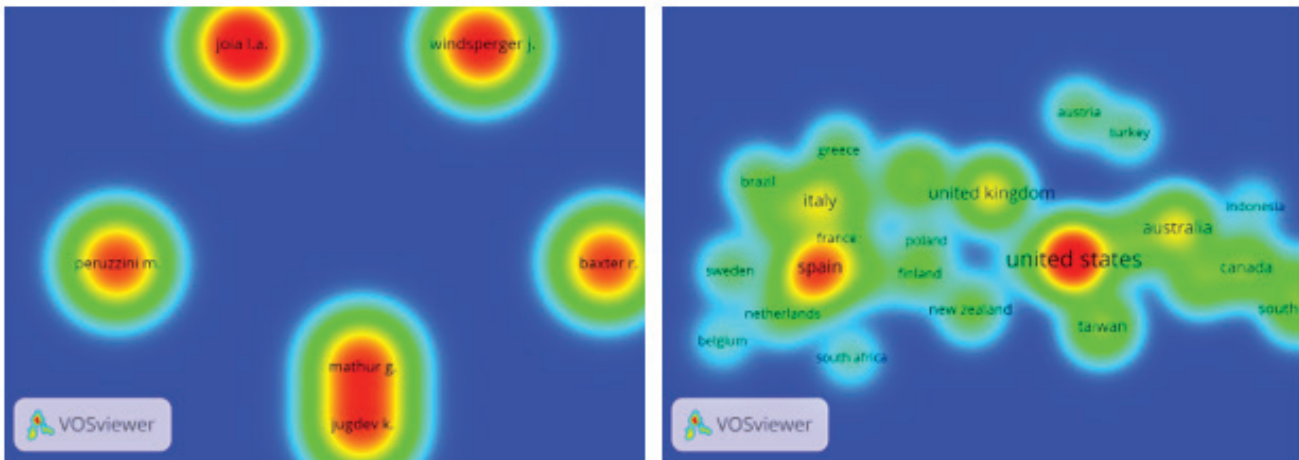 joia l.a.
windsperger j.
peruzzini m.
baxter r.
mathur g.
jugdev k.
VOSviewer
austria
turkey
greece
brazil
united kingdom
italy
indonesia
australia
france
poland
united states
spain
sweden
finland
canada
netherlands
new zealand
south
taiwan
belgium
south africa
VOSviewer